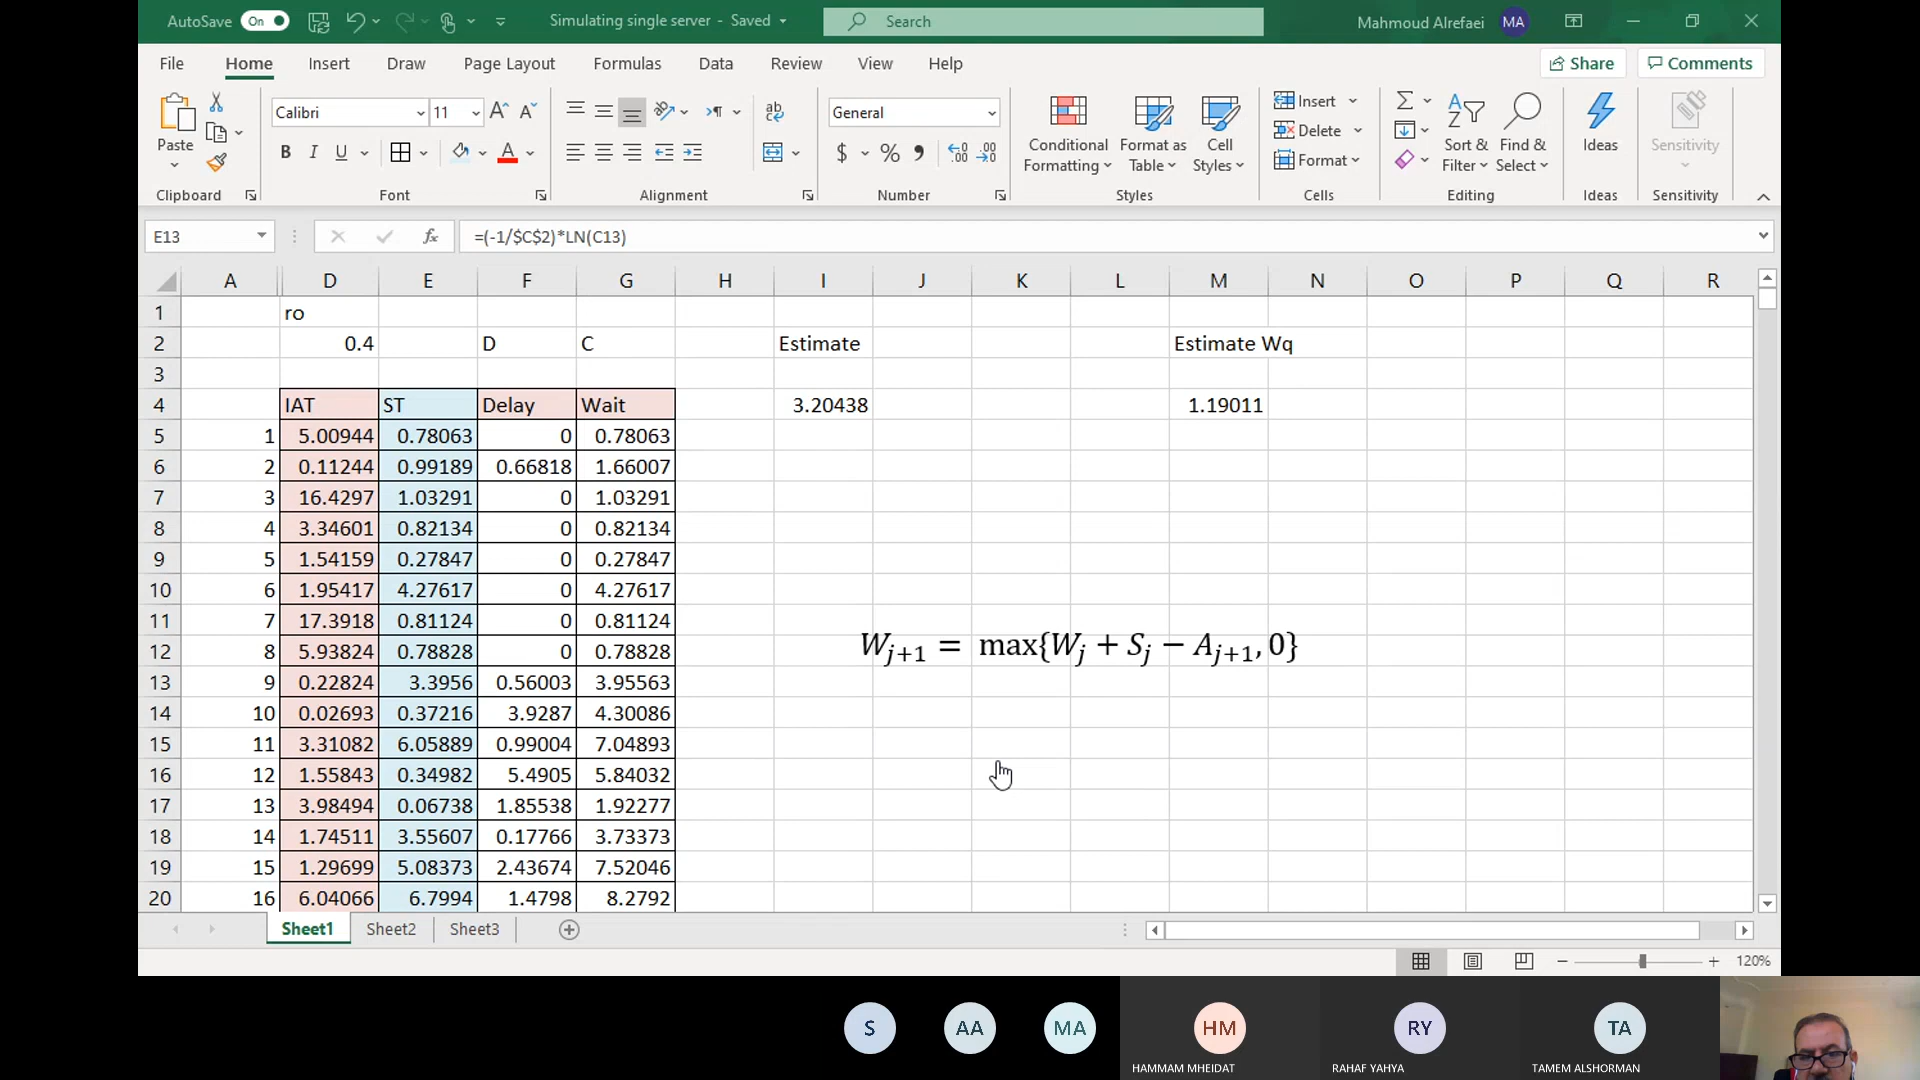 AutoSave On Simulating single server - Saved Search Mahmoud Alrefaei MA
File Home Insert Draw Page Layout Formulas Data Review View Help Share Comments
Paste Calibri 11 General Conditional Formatting Format as Table Cell Styles Insert Delete Format Sort & Filter Find & Select Ideas Sensitivity
B I U A $ %
Clipboard Font Alignment Number Styles Cells Editing Ideas Sensitivity
E13 fx =(-1/$C$2)*LN(C13)
A D E F G H I J K L M N O P Q R
1 ro
2 0.4 D C Estimate Estimate Wq
3
4 IAT ST Delay Wait 3.20438 1.19011
5 1 5.00944 0.78063 0 0.78063
6 2 0.11244 0.99189 0.66818 1.66007
7 3 16.4297 1.03291 0 1.03291
8 4 3.34601 0.82134 0 0.82134
9 5 1.54159 0.27847 0 0.27847
10 6 1.95417 4.27617 0 4.27617
11 7 17.3918 0.81124 0 0.81124
W_{j+1} = max{W_j + S_j − A_{j+1}, 0}
12 8 5.93824 0.78828 0 0.78828
13 9 0.22824 3.3956 0.56003 3.95563
14 10 0.02693 0.37216 3.9287 4.30086
15 11 3.31082 6.05889 0.99004 7.04893
16 12 1.55843 0.34982 5.4905 5.84032
17 13 3.98494 0.06738 1.85538 1.92277
18 14 1.74511 3.55607 0.17766 3.73373
19 15 1.29699 5.08373 2.43674 7.52046
20 16 6.04066 6.7994 1.4798 8.2792
Sheet1 Sheet2 Sheet3
120%
S AA MA HM RY TA
HAMMAM MHEIDAT RAHAF YAHYA TAMEM ALSHORMAN